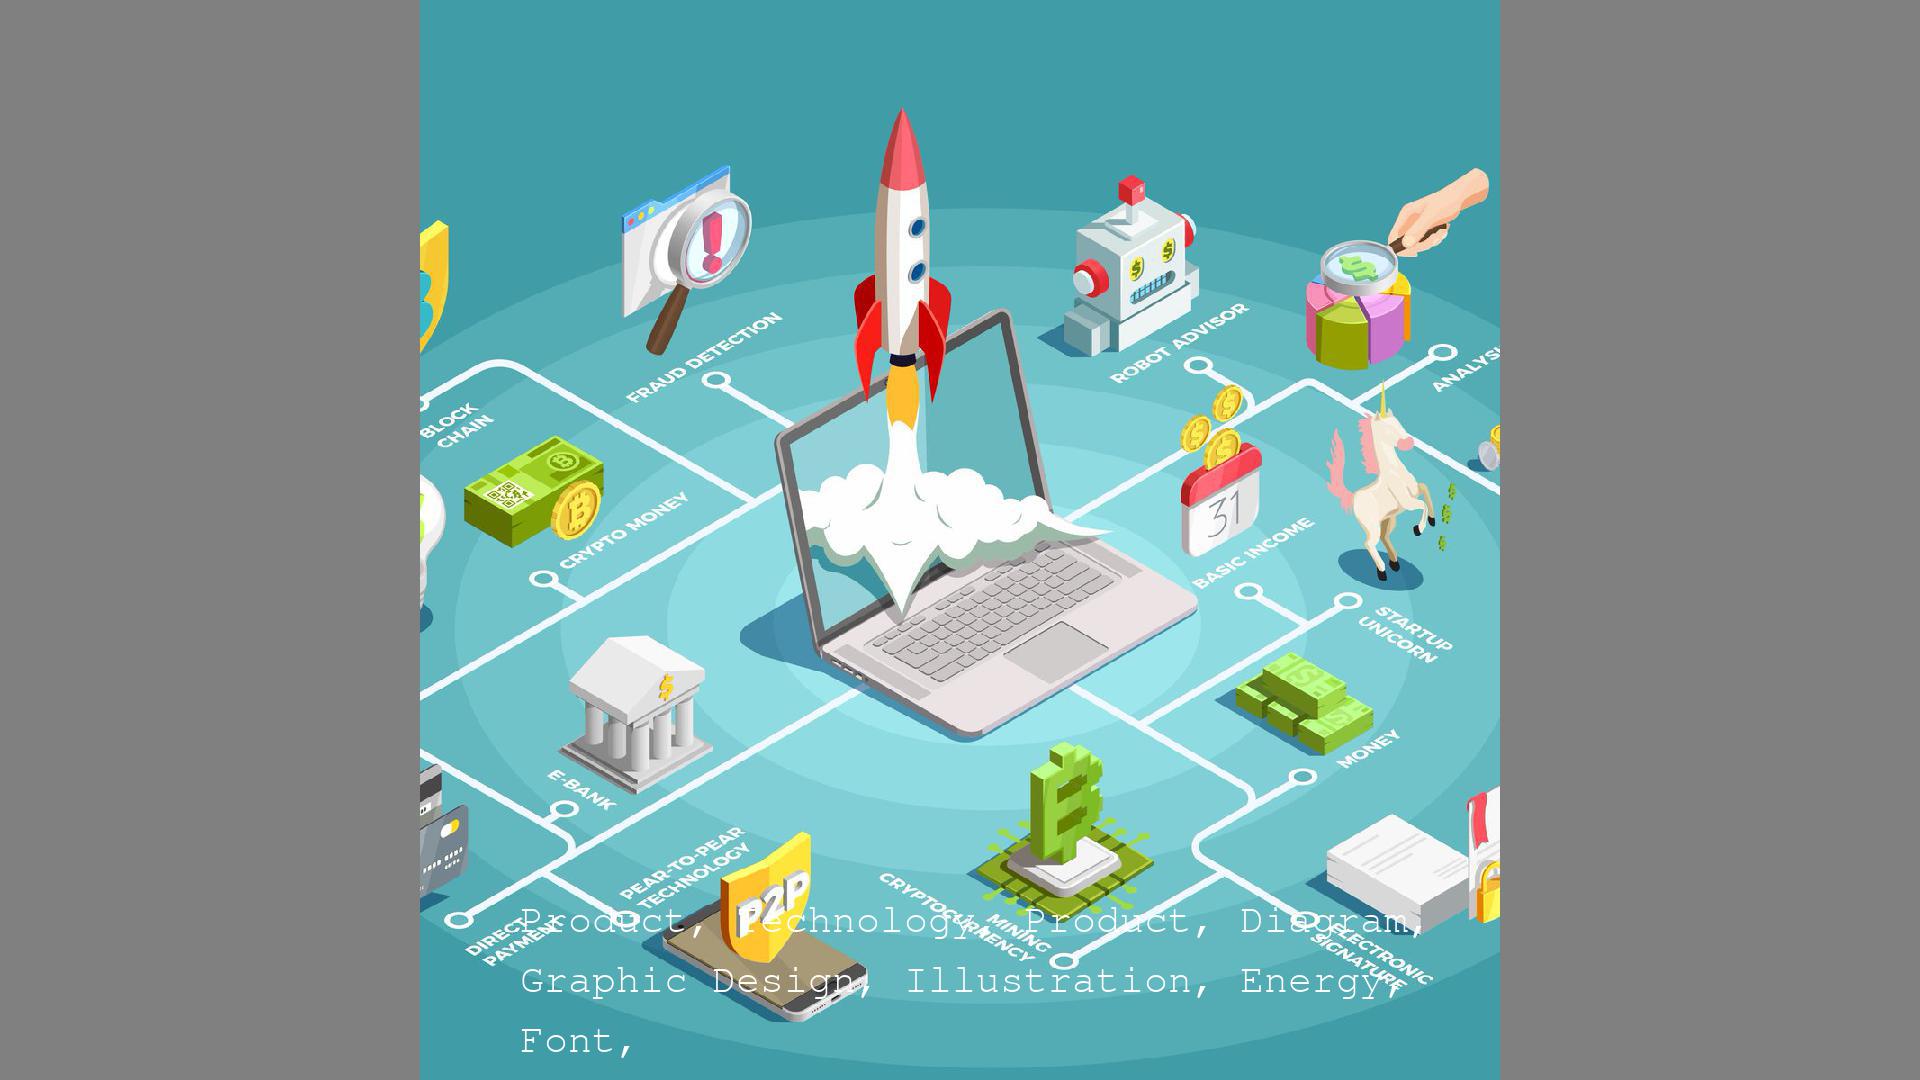 FRAUD DETECTION
ROBOT ADVISOR
ANALYSI
BLOCK
CHAIN
CRYPTO MONEY
31
BASIC INCOME
STARTUP
UNICORN
E-BANK
MONEY
PEAR-TO-PEAR
TECHNOLOGY
P2P
DIRECT
PAYMENT
MINING
CRYPTOCURRENCY
ELECTRONIC
SIGNATURE
Product, Technology, Product, Diagram,
Graphic Design, Illustration, Energy,
Font,